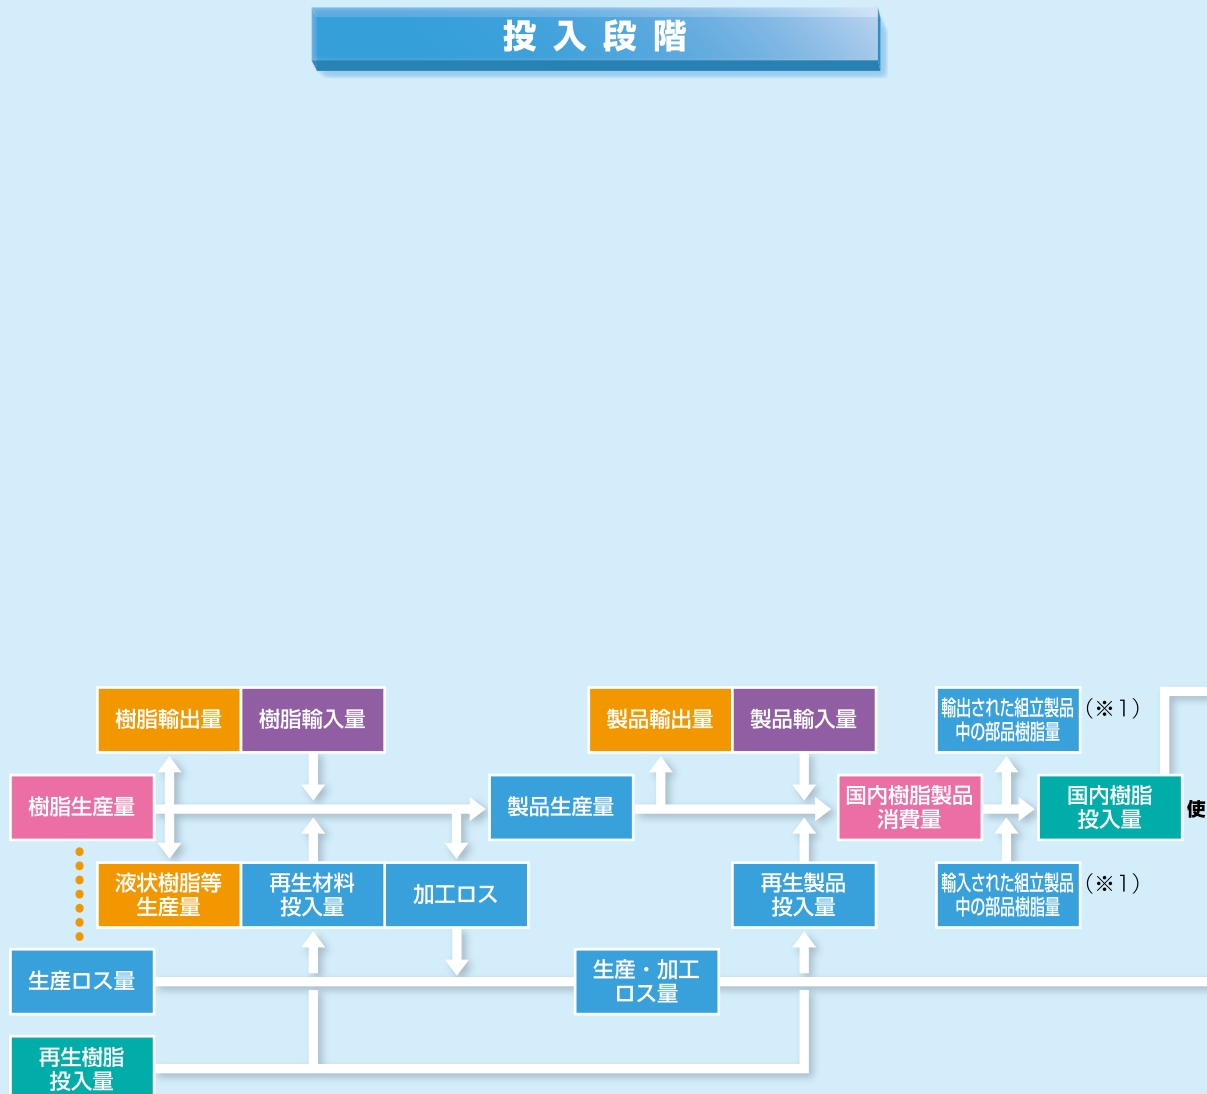 投入段階
樹脂輸出量
樹脂輸入量
製品輸出量
製品輸入量
輸出された組立製品
中の部品樹脂量
（※1）
樹脂生産量
製品生産量
国内樹脂製品
消費量
国内樹脂
投入量
使
液状樹脂等
生産量
再生材料
投入量
加工ロス
再生製品
投入量
輸入された組立製品
中の部品樹脂量
（※1）
生産ロス量
生産・加工
ロス量
再生樹脂
投入量